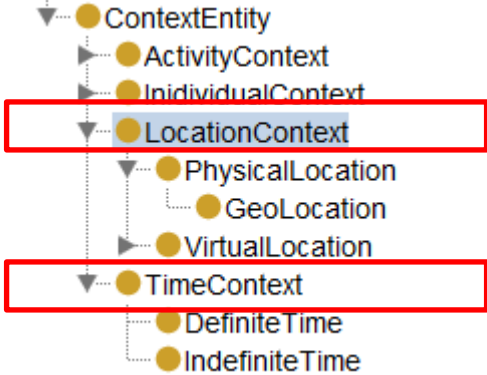 ContextEntity
ActivityContext
InidividualContext
LocationContext
PhysicalLocation
GeoLocation
VirtualLocation
TimeContext
DefiniteTime
IndefiniteTime